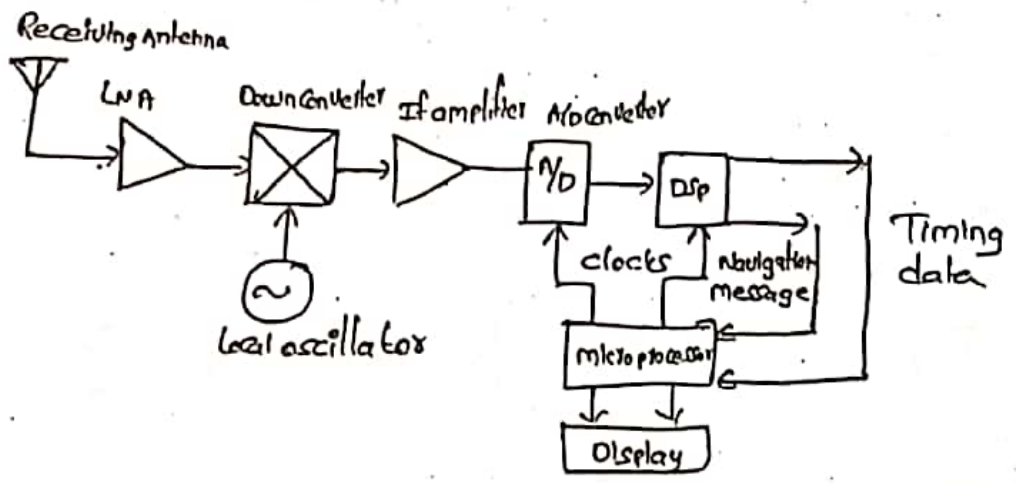 Receiving Antenna
LNA
Down Converter
If amplifier
A/D converter
A/D
DSP
clocks
Navigation
message
Timing
data
Local oscillator
microprocessor
Display